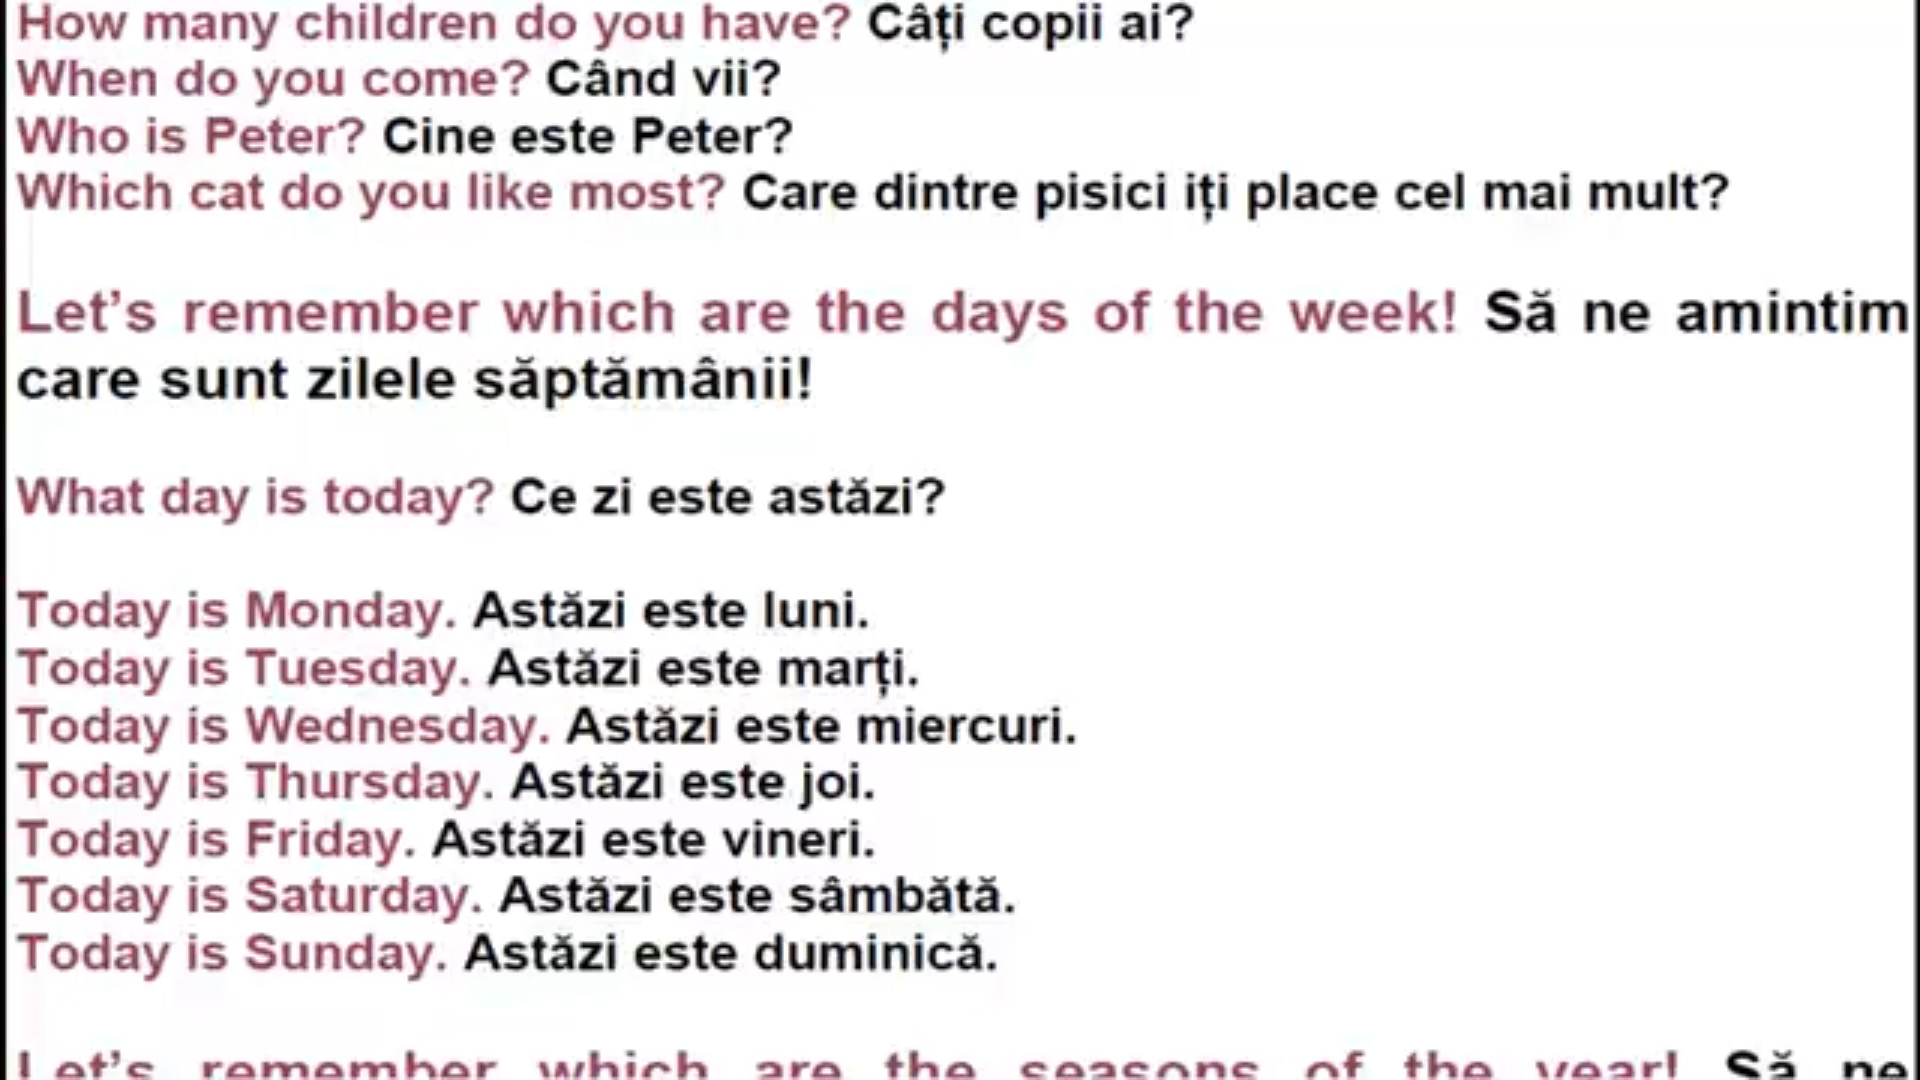 How many children do you have? Câți copii ai?
When do you come? Când vii?
Who is Peter? Cine este Peter?
Which cat do you like most? Care dintre pisici iți place cel mai mult?
Let’s remember which are the days of the week! Să ne amintim
care sunt zilele săptămânii!
What day is today? Ce zi este astăzi?
Today is Monday. Astăzi este luni.
Today is Tuesday. Astăzi este marți.
Today is Wednesday. Astăzi este miercuri.
Today is Thursday. Astăzi este joi.
Today is Friday. Astăzi este vineri.
Today is Saturday. Astăzi este sâmbătă.
Today is Sunday. Astăzi este duminică.
Let’s remember which are the seasons of the year! Să ne